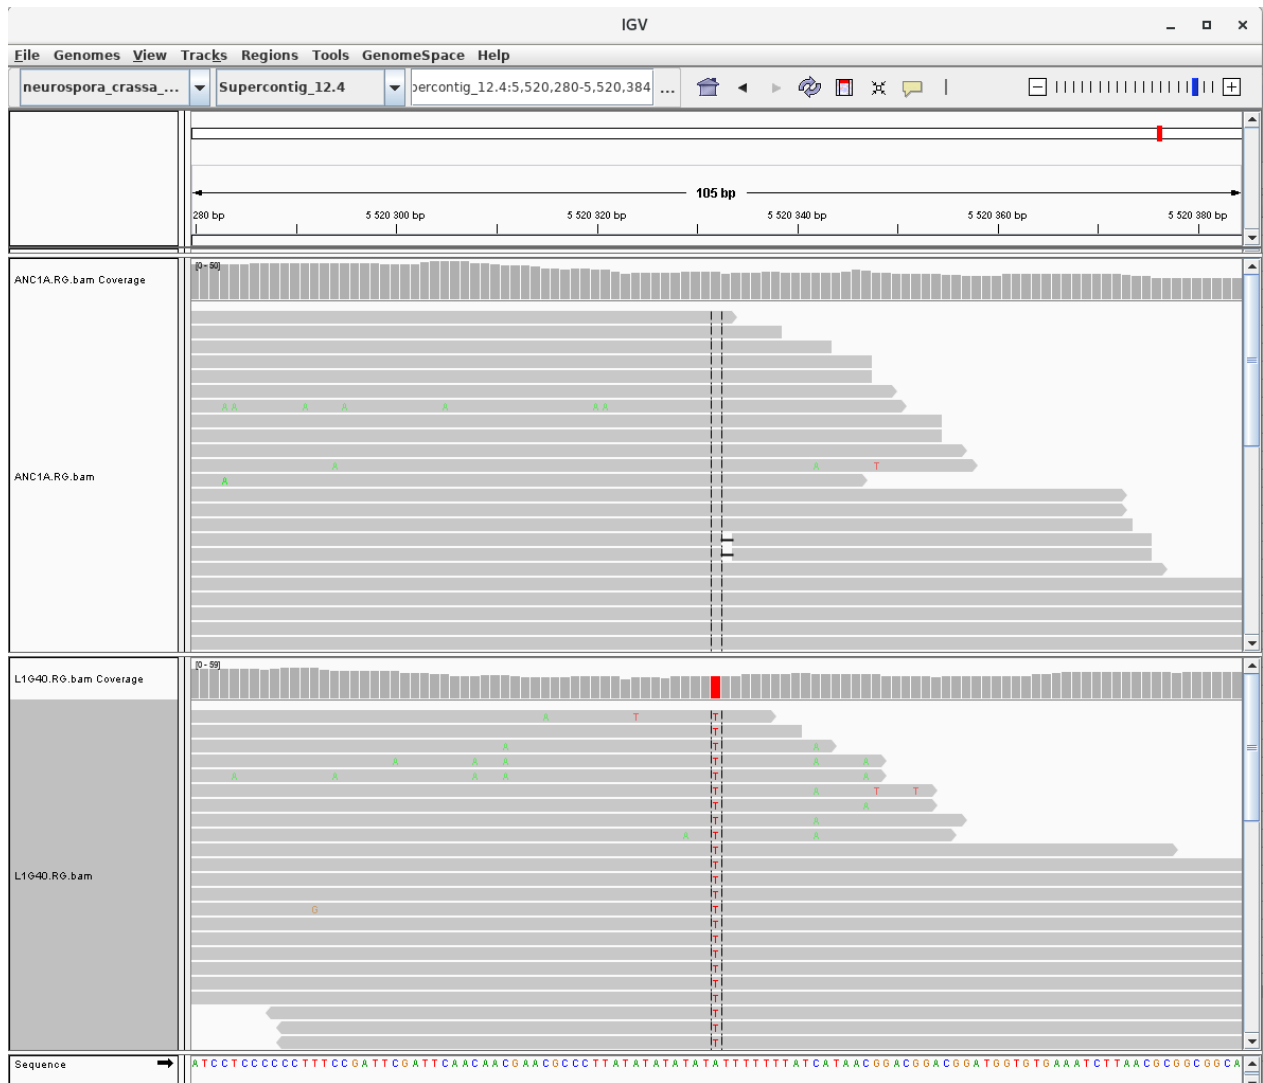 IGV
File Genomes View Tracks Regions Tools GenomeSpace Help
neurospora_crassa_... Supercontig_12.4 percontig_12.4:5,520,280-5,520,384 ...
105 bp
280 bp 5 520 300 bp 5 520 320 bp 5 520 340 bp 5 520 360 bp 5 520 380 bp
ANC1A.RG.bam Coverage
[0 - 50]
A A A A A A A
A A T
ANC1A.RG.bam
A
L1G40.RG.bam Coverage
[0 - 59]
A T T
T
A T A
A A A T A A
A A A A T A
T A T T
T A
T A
A T A
T
T
L1G40.RG.bam
T
T
G T
T
T
T
T
T
T
T
T
T
Sequence
ATCCTCCCCCCTTTCCGATTCGATTCAACAACGAACGCCCTTATATATATATATTTTTTTATCATAACGGACGGACGGATGGTGTGAAATCTTAACGCGGCGGCA